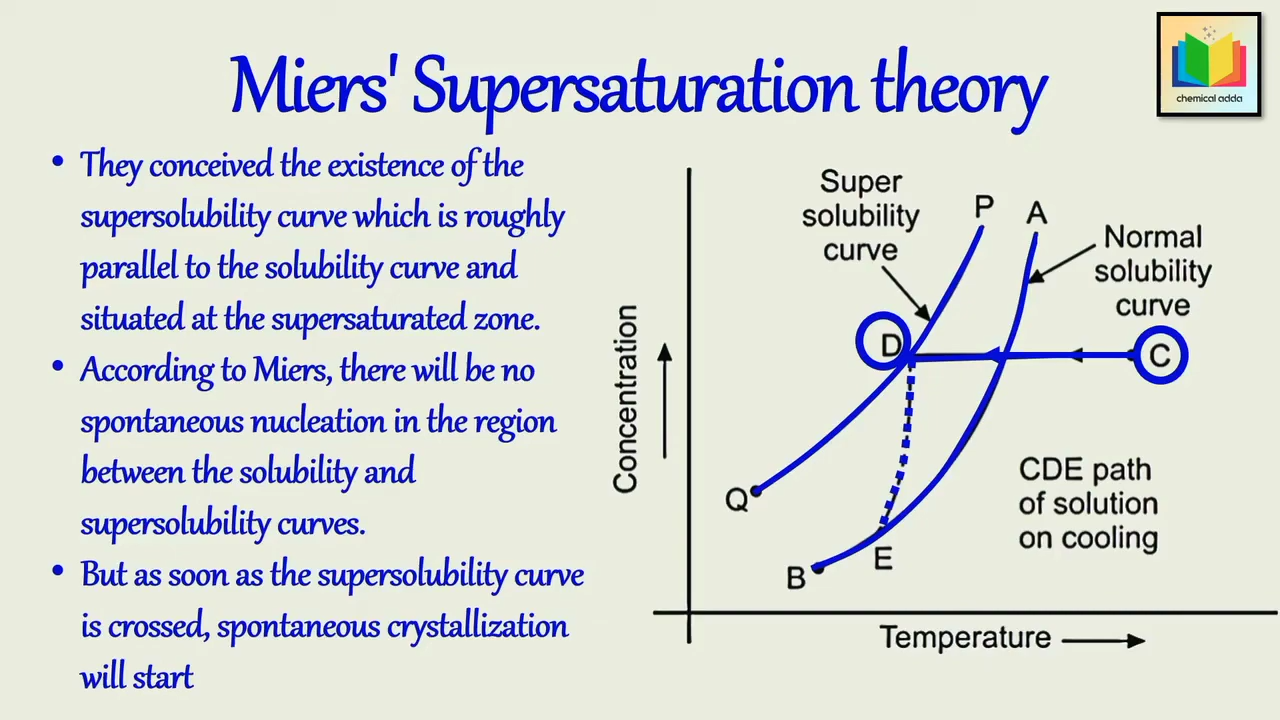 Miers' Supersaturation theory
chemical adda
• They conceived the existence of the
supersolubility curve which is roughly
parallel to the solubility curve and
situated at the supersaturated zone.
• According to Miers, there will be no
spontaneous nucleation in the region
between the solubility and
supersolubility curves.
• But as soon as the supersolubility curve
is crossed, spontaneous crystallization
will start
Super
solubility
curve
P
A
Normal
solubility
curve
D
C
Concentration
Q
CDE path
of solution
on cooling
E
B
Temperature